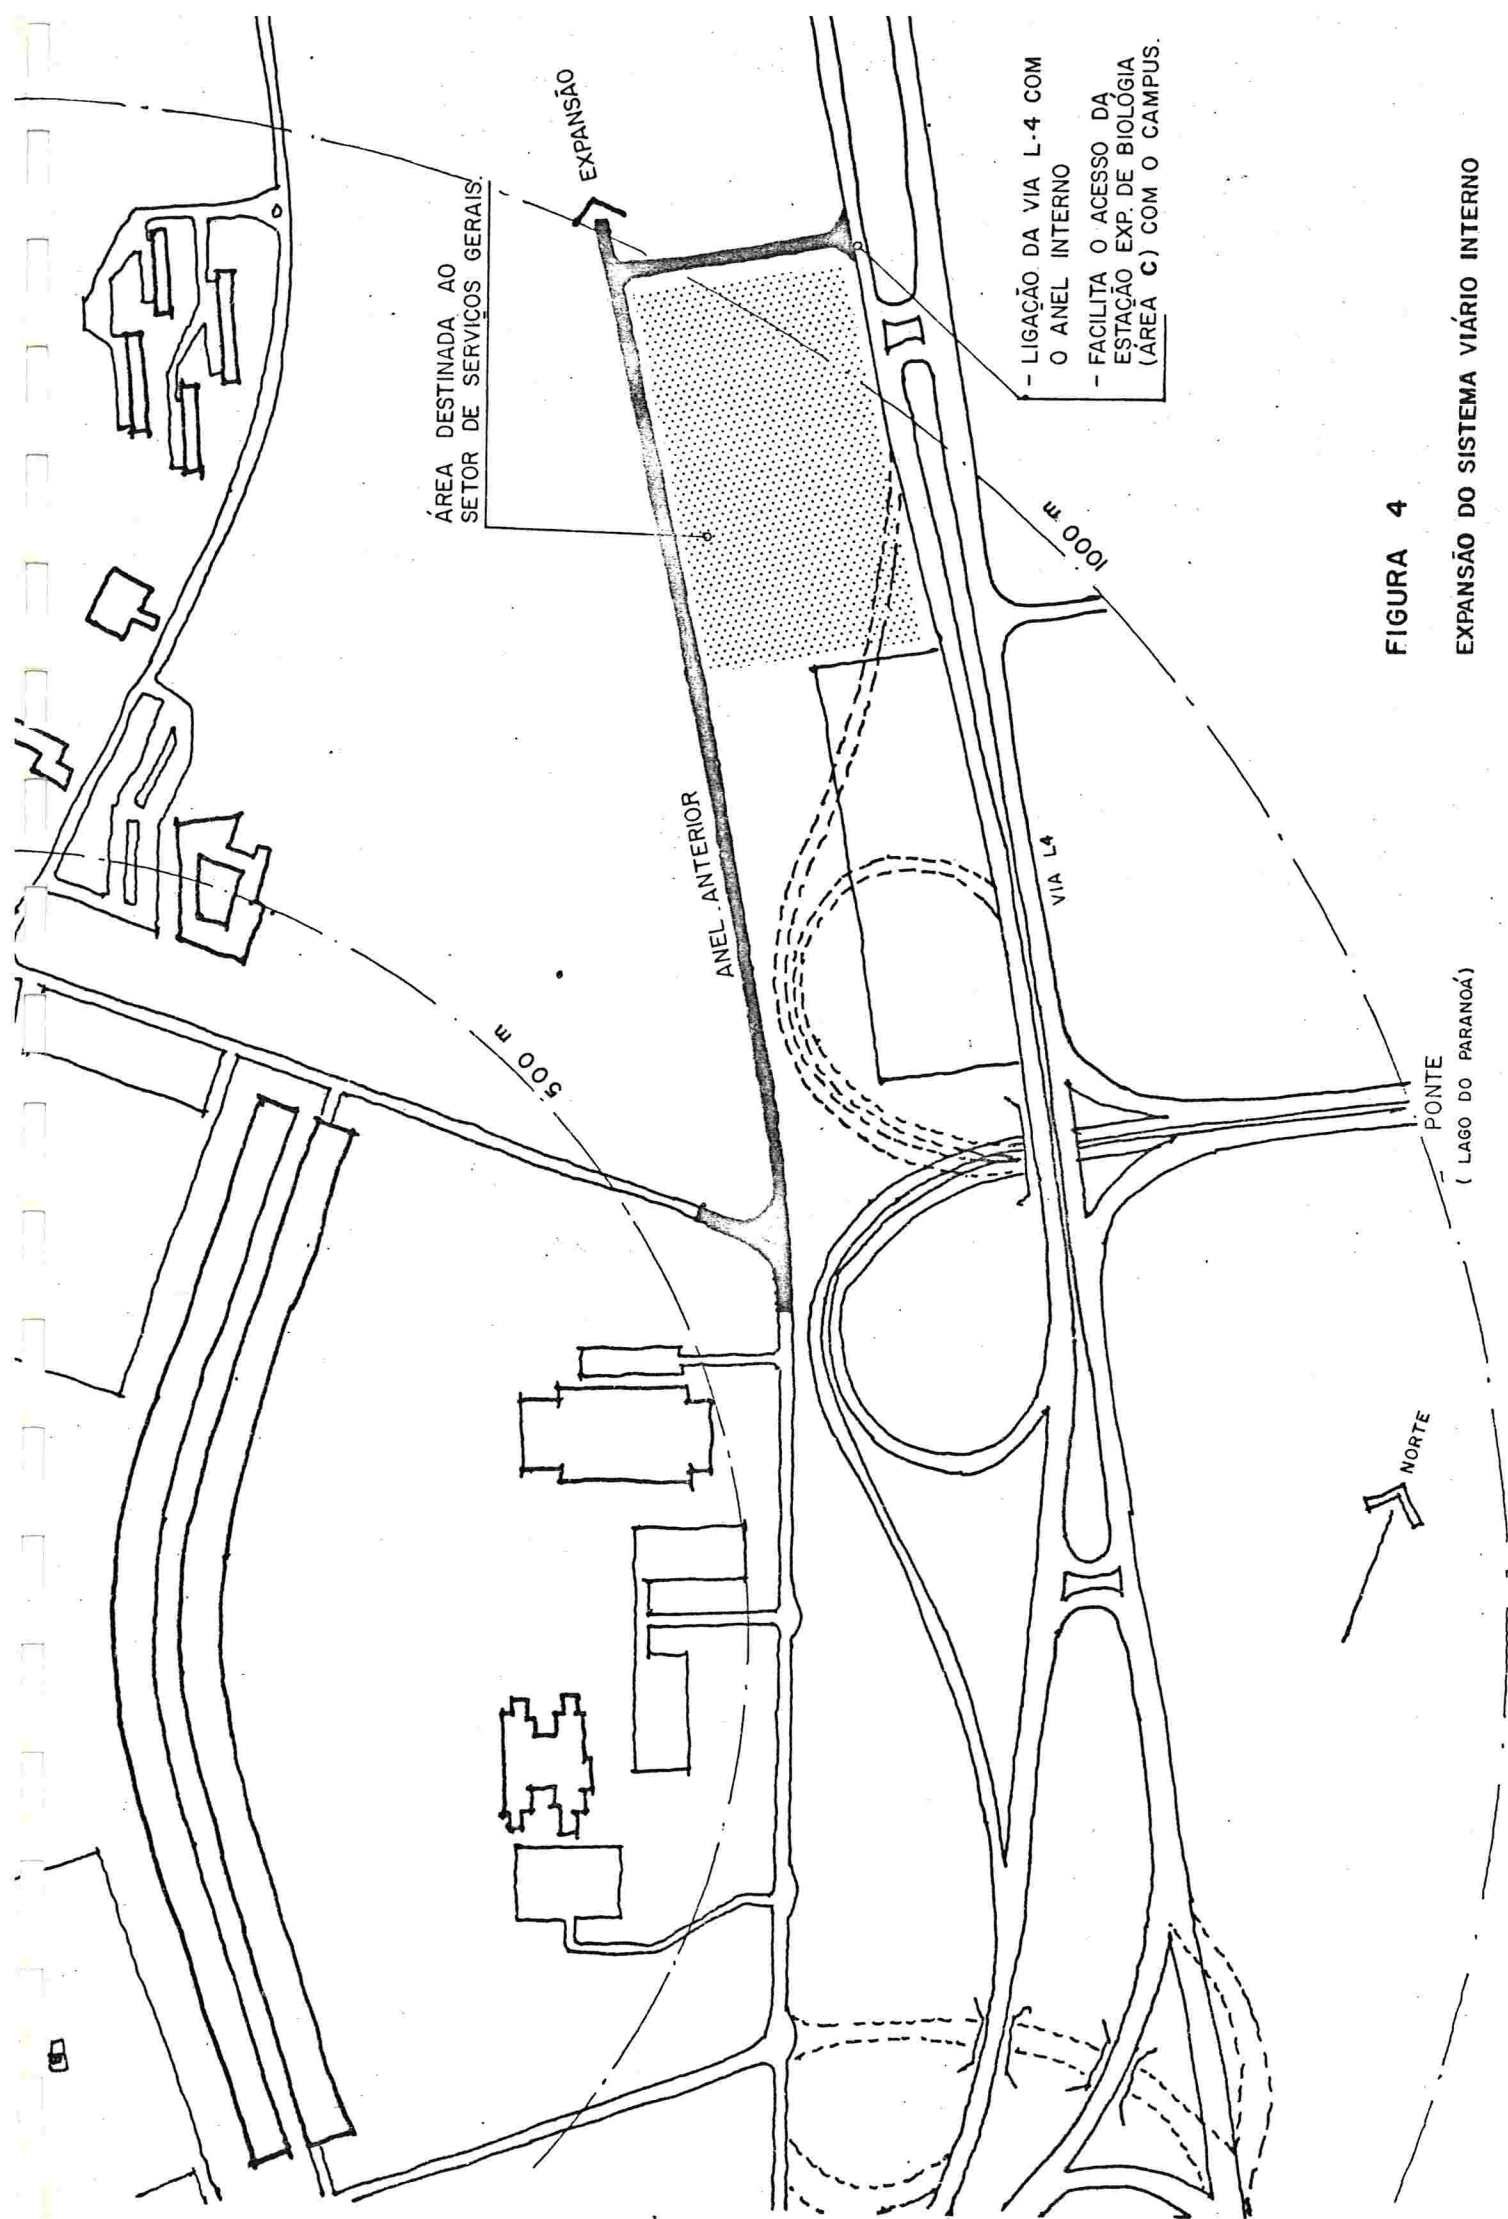 EXPANSÃO
ÁREA DESTINADA AO
SETOR DE SERVIÇOS GERAIS.
- LIGAÇÃO DA VIA L-4 COM
O ANEL INTERNO
- FACILITA O ACESSO DA
ESTAÇÃO EXP. DE BIOLÓGIA
(ÁREA C) COM O CAMPUS.
1000 m
ANEL ANTERIOR
VIA L4
500 m
PONTE
( LAGO DO PARANOÁ)
NORTE
FIGURA 4
EXPANSÃO DO SISTEMA VIÁRIO INTERNO